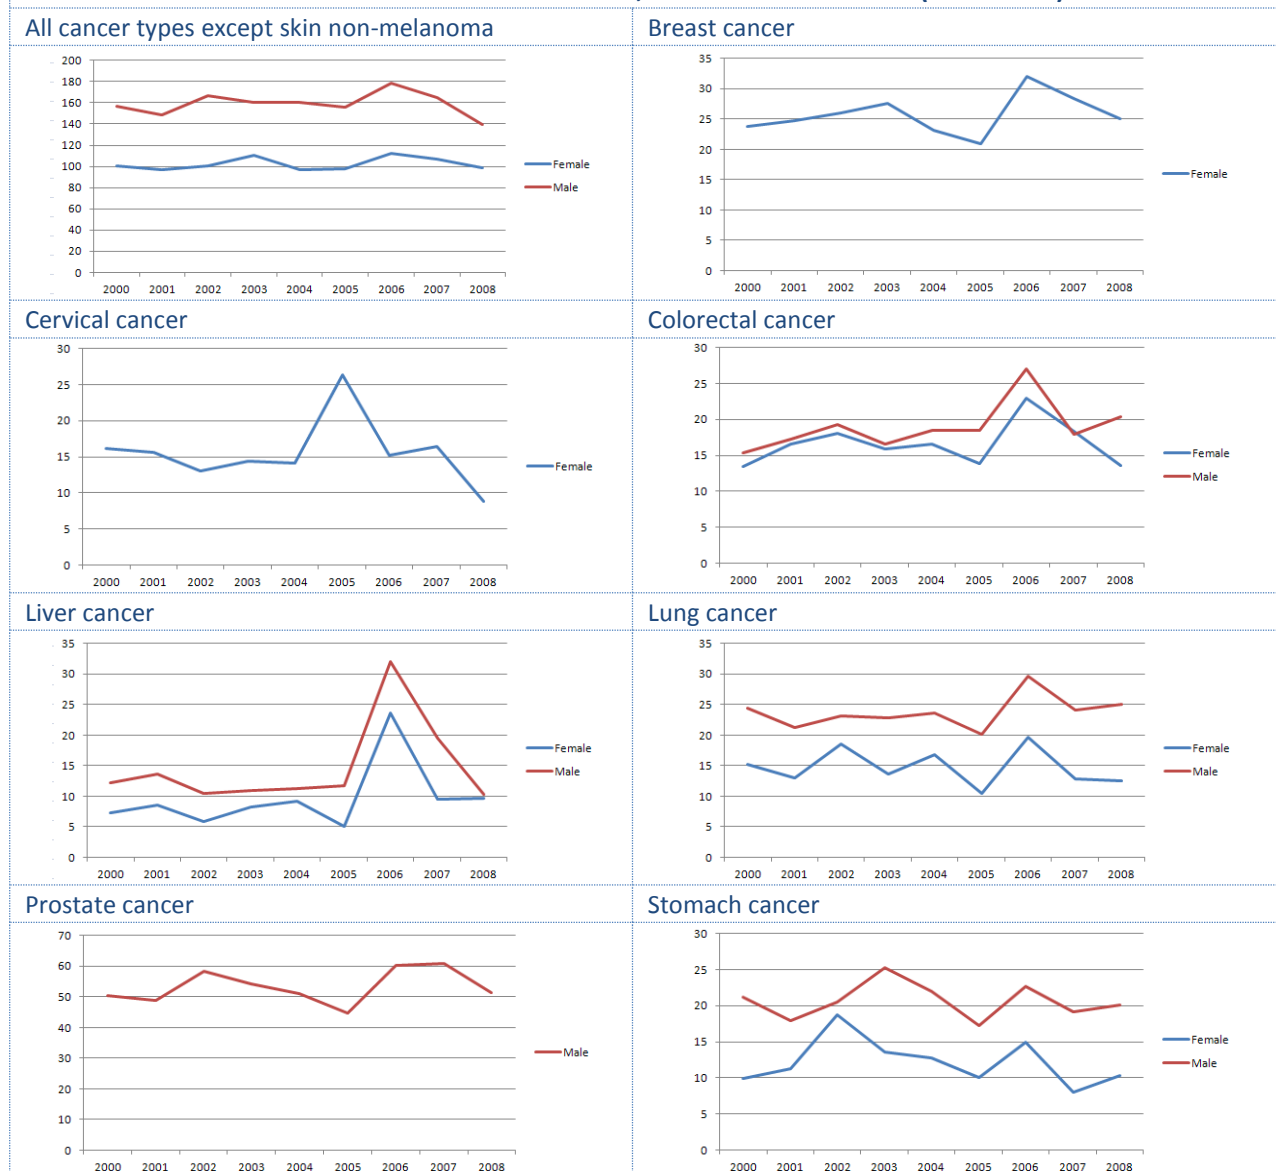 All cancer types except skin non-melanoma
200
180
160
140
120
100
80
60
40
20
0
2000 2001 2002 2003 2004 2005 2006 2007 2008
Female
Male
Breast cancer
35
30
25
20
15
10
5
0
2000 2001 2002 2003 2004 2005 2006 2007 2008
Female
Cervical cancer
30
25
20
15
10
5
0
2000 2001 2002 2003 2004 2005 2006 2007 2008
Female
Colorectal cancer
30
25
20
15
10
5
0
2000 2001 2002 2003 2004 2005 2006 2007 2008
Female
Male
Liver cancer
35
30
25
20
15
10
5
0
2000 2001 2002 2003 2004 2005 2006 2007 2008
Female
Male
Lung cancer
35
30
25
20
15
10
5
0
2000 2001 2002 2003 2004 2005 2006 2007 2008
Female
Male
Prostate cancer
70
60
50
40
30
20
10
0
2000 2001 2002 2003 2004 2005 2006 2007 2008
Male
Stomach cancer
30
25
20
15
10
5
0
2000 2001 2002 2003 2004 2005 2006 2007 2008
Female
Male